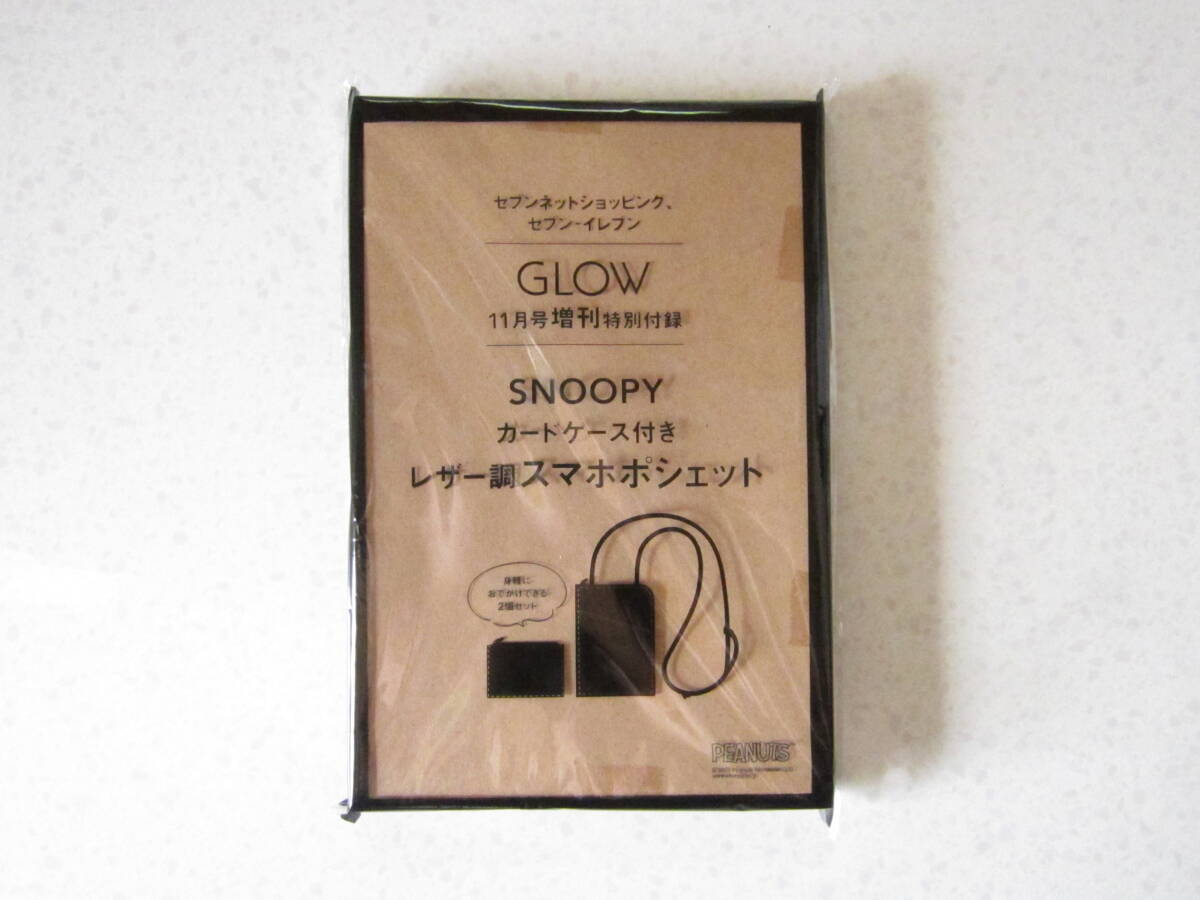 セブンネットショッピング、
セブン-イレブン
GLOW
11月号増刊特別付録
SNOOPY
カードケース付き
レザー調スマホポシェット
身軽に
おでかけできる
2個セット
PEANUTS